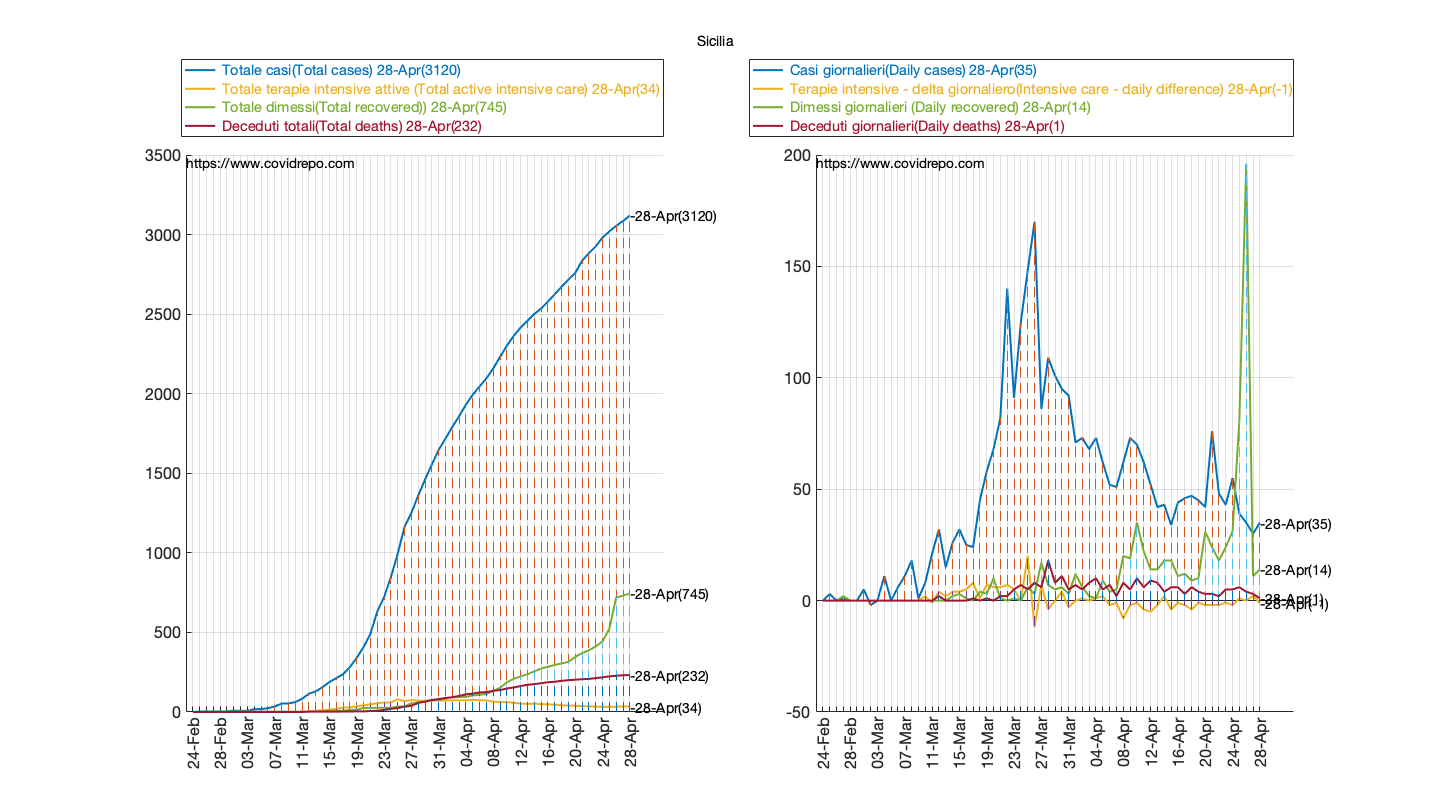 Sicilia
Totale casi(Total cases) 28-Apr(3120)
Totale terapie intensive attive (Total active intensive care) 28-Apr(34)
Totale dimessi(Total recovered)) 28-Apr(745)
Deceduti totali(Total deaths) 28-Apr(232)
https://www.covidrepo.com
3500
3000
2500
2000
1500
1000
500
0
-28-Apr(3120)
-28-Apr(745)
-28-Apr(232)
-28-Apr(34)
24-Feb
28-Feb
03-Mar
07-Mar
11-Mar
15-Mar
19-Mar
23-Mar
27-Mar
31-Mar
04-Apr
08-Apr
12-Apr
16-Apr
20-Apr
24-Apr
28-Apr
Casi giornalieri(Daily cases) 28-Apr(35)
Terapie intensive - delta giornaliero(Intensive care - daily difference) 28-Apr(-1)
Dimessi giornalieri (Daily recovered) 28-Apr(14)
Deceduti giornalieri(Daily deaths) 28-Apr(1)
https://www.covidrepo.com
200
150
100
50
0
-50
-28-Apr(35)
-28-Apr(14)
-28-Apr(1)
-28-Apr(-1)
24-Feb
28-Feb
03-Mar
07-Mar
11-Mar
15-Mar
19-Mar
23-Mar
27-Mar
31-Mar
04-Apr
08-Apr
12-Apr
16-Apr
20-Apr
24-Apr
28-Apr